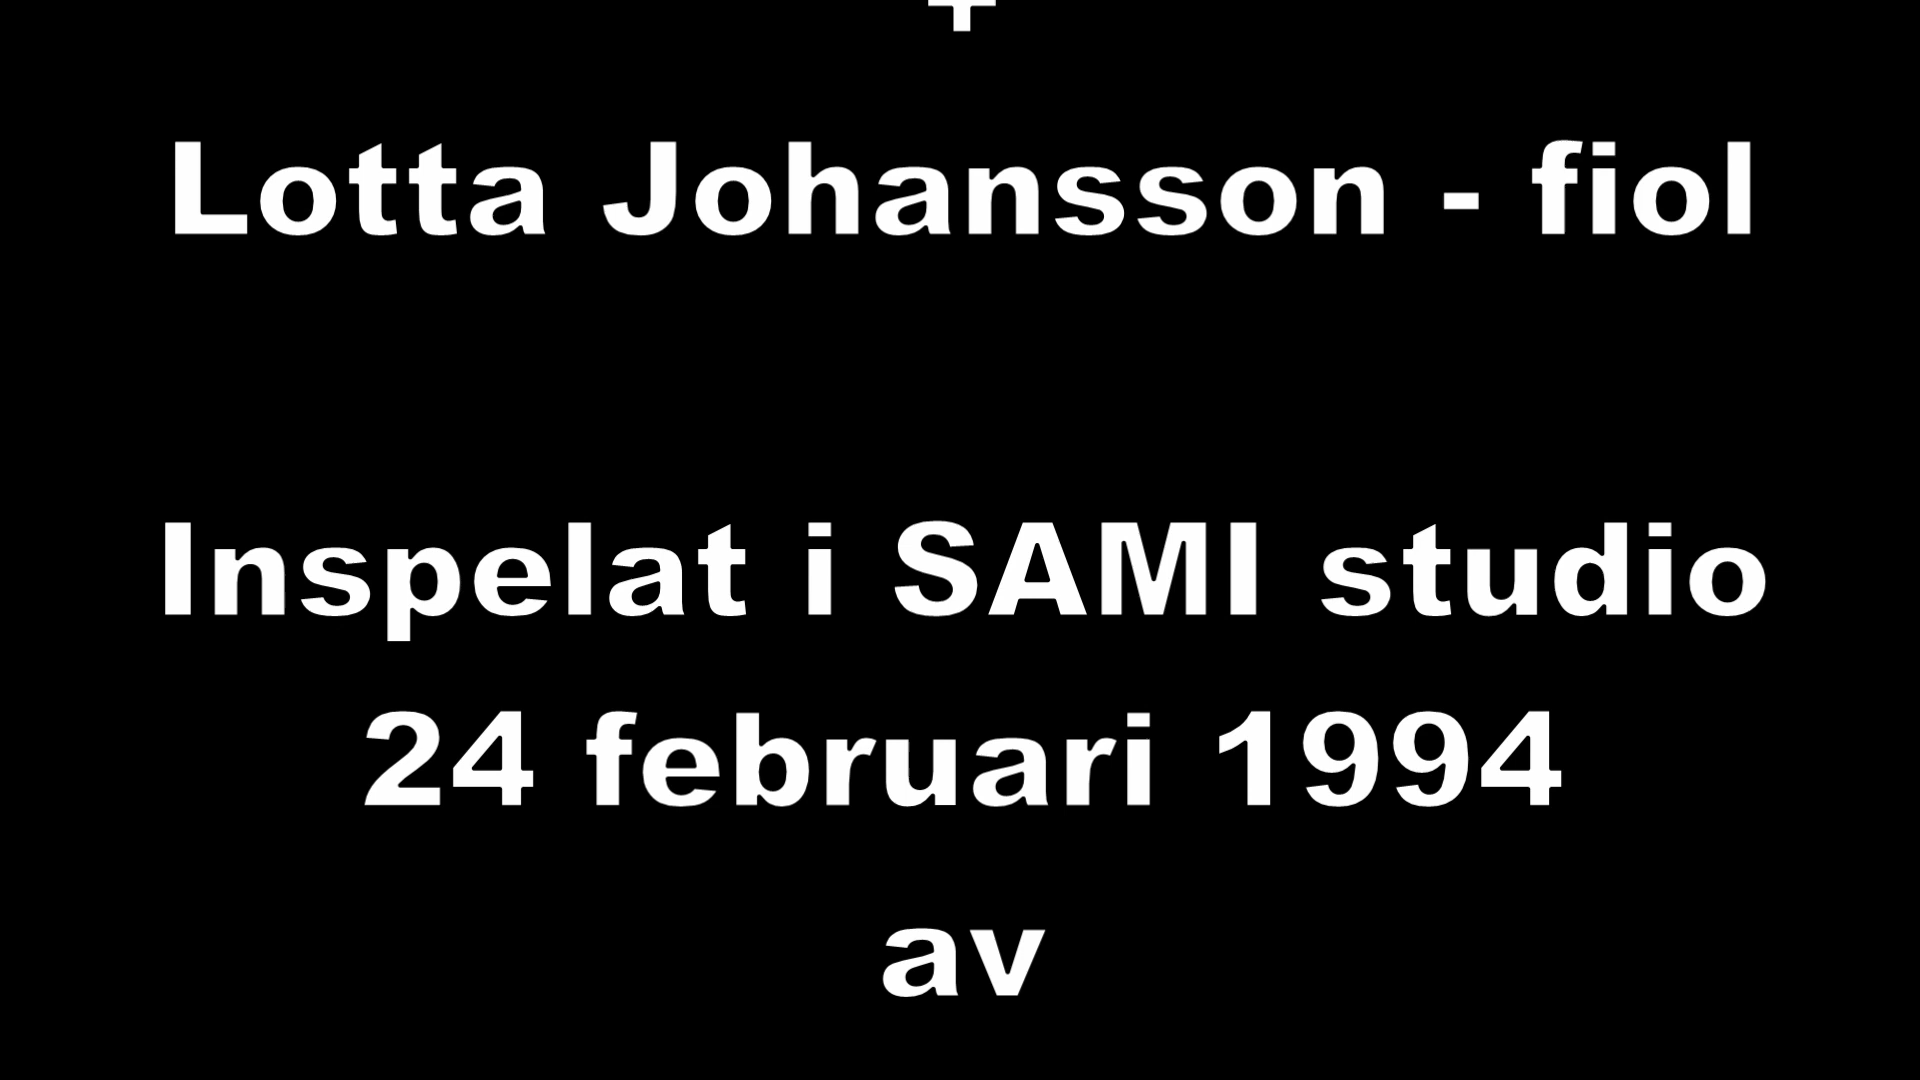 +
Lotta Johansson - fiol
Inspelat i SAMI studio
24 februari 1994
av